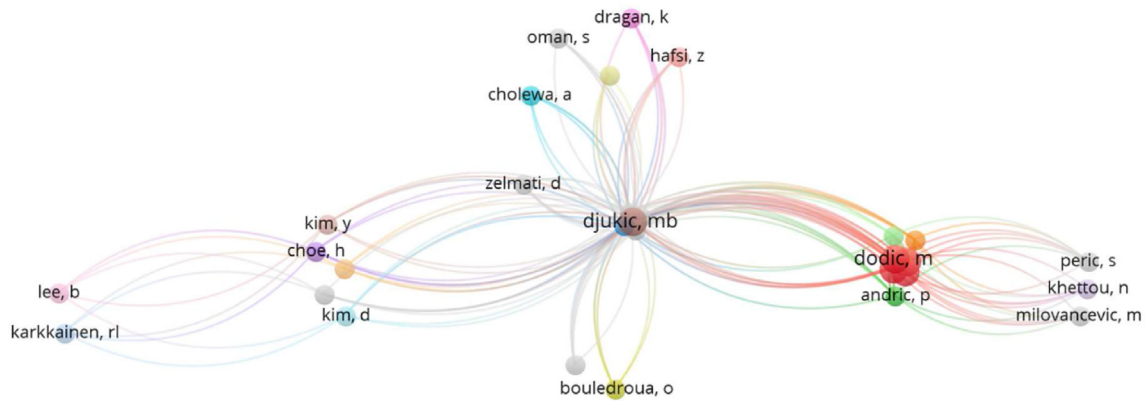 dragan, k
oman, s
hafsi, z
cholewa, a
zelmati, d
djukic, mb
kim, y
choe, h
dodic, m
peric, s
khettou, n
lee, b
andric, p
milovancevic, m
kim, d
karkkainen, rl
bouledroua, o